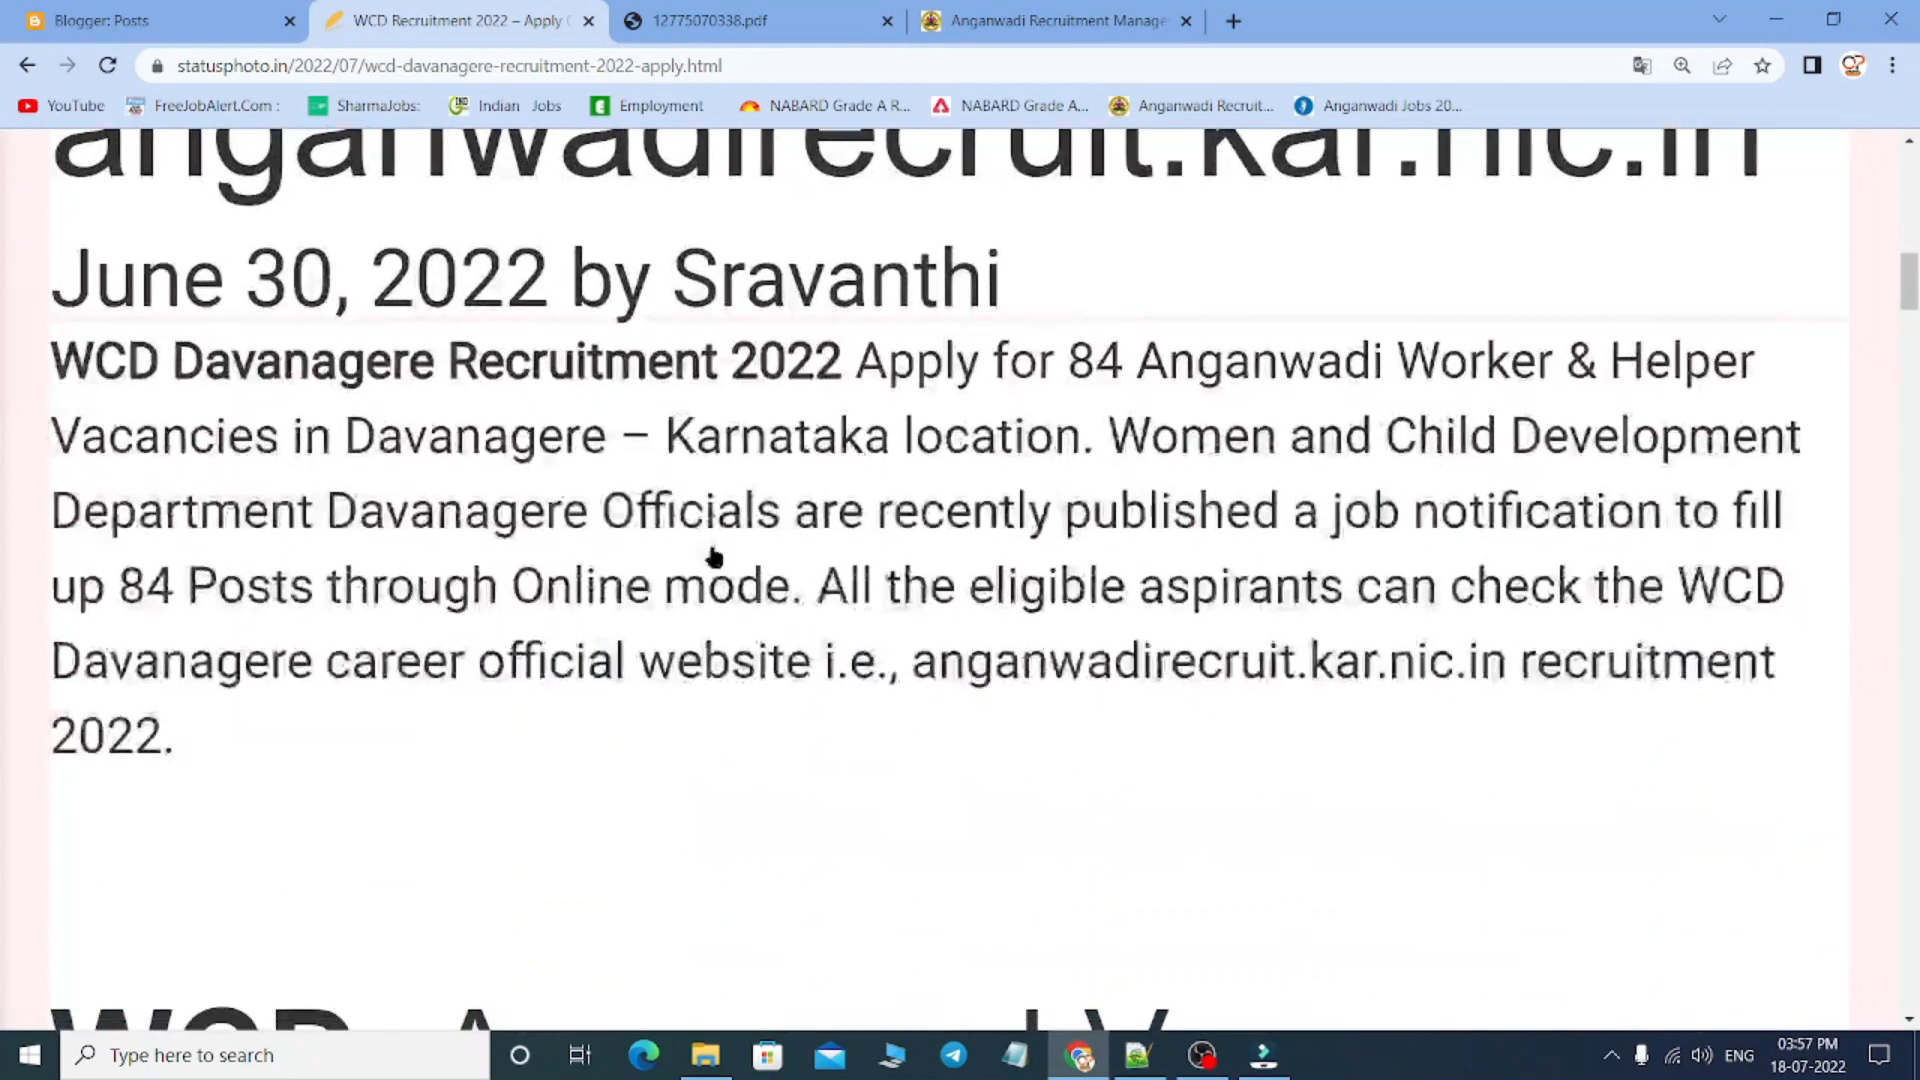 Blogger: Posts
WCD Recruitment 2022 – Apply
12775070338.pdf
Anganwadi Recruitment Manage
statusphoto.in/2022/07/wcd-davanagere-recruitment-2022-apply.html
YouTube
FreeJobAlert.Com :
SharmaJobs:
Indian Jobs
Employment
NABARD Grade A R...
NABARD Grade A...
Anganwadi Recruit...
Anganwadi Jobs 20...
anganwadirecruit.kar.nic.in
June 30, 2022 by Sravanthi
WCD Davanagere Recruitment 2022 Apply for 84 Anganwadi Worker & Helper
Vacancies in Davanagere – Karnataka location. Women and Child Development
Department Davanagere Officials are recently published a job notification to fill
up 84 Posts through Online mode. All the eligible aspirants can check the WCD
Davanagere career official website i.e., anganwadirecruit.kar.nic.in recruitment
2022.
Type here to search
ENG
03:57 PM
18-07-2022